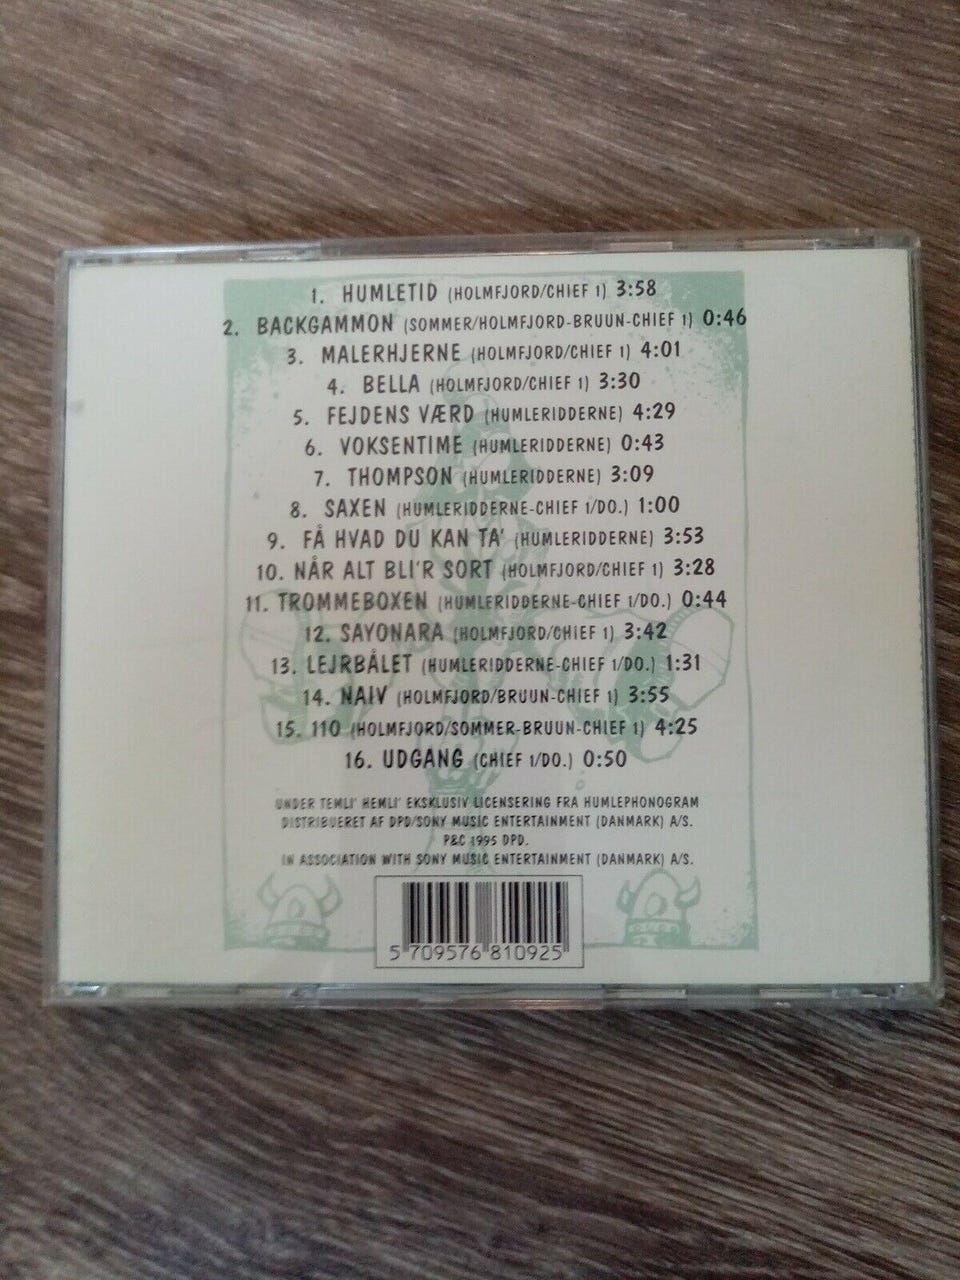 1. HUMLETID (HOLMFJORD/CHIEF 1) 3:58
2. BACKGAMMON (SOMMER/HOLMFJORD-BRUUN-CHIEF 1) 0:46
3. MALERHJERNE (HOLMFJORD/CHIEF 1) 4:01
4. BELLA (HOLMFJORD/CHIEF 1) 3:30
5. FEJDENS VÆRD (HUMLERIDDERNE) 4:29
6. VOKSENTIME (HUMLERIDDERNE) 0:43
7. THOMPSON (HUMLERIDDERNE) 3:09
8. SAXEN (HUMLERIDDERNE-CHIEF 1/DO.) 1:00
9. FÅ HVAD DU KAN TA' (HUMLERIDDERNE) 3:53
10. NÅR ALT BLI'R SORT (HOLMFJORD/CHIEF 1) 3:28
11. TROMMEBOXEN (HUMLERIDDERNE-CHIEF 1/DO.) 0:44
12. SAYONARA (HOLMFJORD/CHIEF 1) 3:42
13. LEJRBÅLET (HUMLERIDDERNE-CHIEF 1/DO.) 1:31
14. NAIV (HOLMFJORD/BRUUN-CHIEF 1) 3:55
15. 110 (HOLMFJORD/SOMMER-BRUUN-CHIEF 1) 4:25
16. UDGANG (CHIEF 1/DO.) 0:50
UNDER TEMLI' HEMLI' EKSKLUSIV LICENSERING FRA HUMLEPHONOGRAM
DISTRIBUERET AF DPD/SONY MUSIC ENTERTAINMENT (DANMARK) A/S.
P&C 1995 DPD.
IN ASSOCIATION WITH SONY MUSIC ENTERTAINMENT (DANMARK) A/S.
5 709576 810925